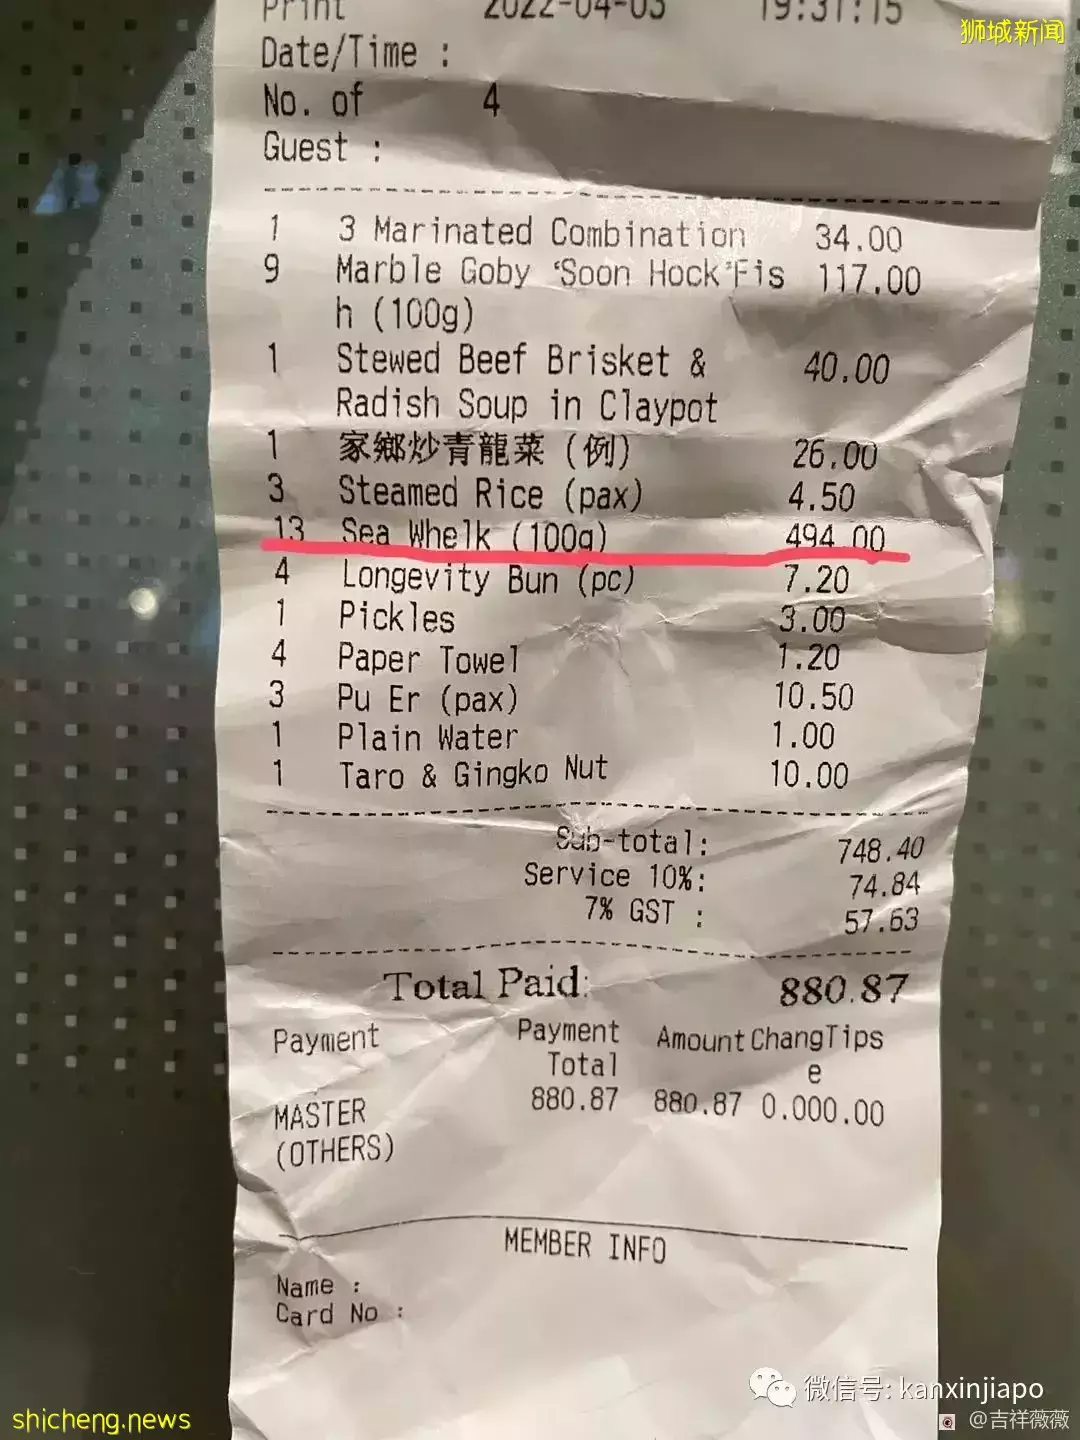 Print 2022-04-03 19:31:15
狮城新闻
Date/Time :
No. of 4
Guest :
1 3 Marinated Combination 34.00
9 Marble Goby ‘Soon Hock’Fis 117.00
h (100g)
1 Stewed Beef Brisket & 40.00
Radish Soup in Claypot
1 家鄉炒青龍菜 (例) 26.00
3 Steamed Rice (pax) 4.50
13 Sea Whelk (100g) 494.00
4 Longevity Bun (pc) 7.20
1 Pickles 3.00
4 Paper Towel 1.20
3 Pu Er (pax) 10.50
1 Plain Water 1.00
1 Taro & Gingko Nut 10.00
Sub-total: 748.40
Service 10%: 74.84
7% GST : 57.63
Total Paid: 880.87
Payment Payment Amount ChangTips
Total e
880.87 880.87 0.000.00
MASTER
(OTHERS)
MEMBER INFO
Name :
Card No :
微信号: kanxinjiapo
shicheng.news
@吉祥薇薇